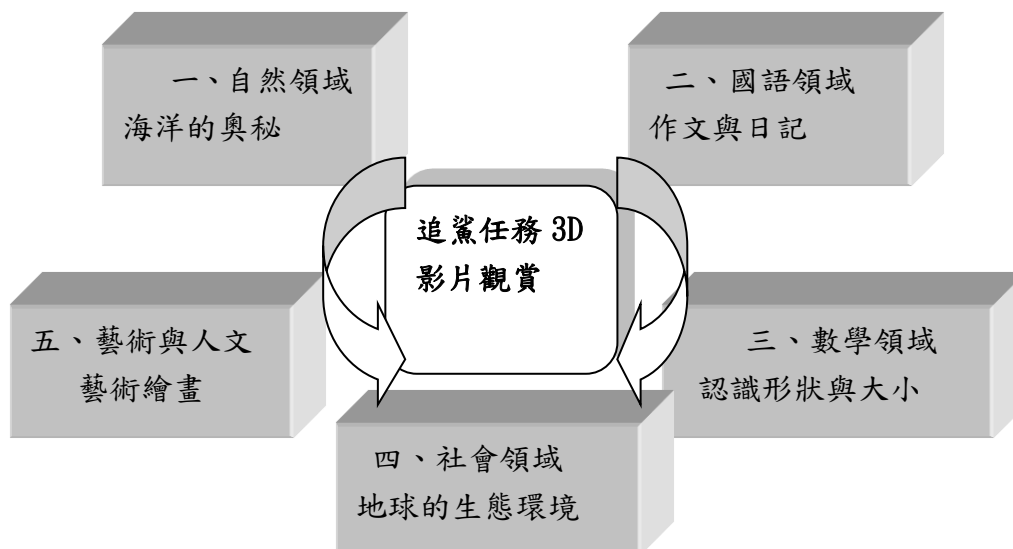 一、自然領域
海洋的奧秘
二、國語領域
作文與日記
追鯊任務 3D
影片觀賞
五、藝術與人文
藝術繪畫
三、數學領域
認識形狀與大小
四、社會領域
地球的生態環境